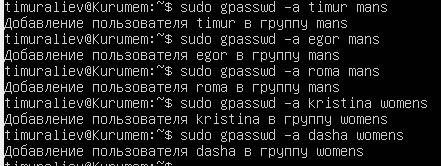 timuraliev@Kurumem:~$ sudo gpasswd -a timur mans
Добавление пользователя timur в группу mans
timuraliev@Kurumem:~$ sudo gpasswd -a egor mans
Добавление пользователя egor в группу mans
timuraliev@Kurumem:~$ sudo gpasswd -a roma mans
Добавление пользователя roma в группу mans
timuraliev@Kurumem:~$ sudo gpasswd -a kristina womens
Добавление пользователя kristina в группу womens
timuraliev@Kurumem:~$ sudo gpasswd -a dasha womens
Добавление пользователя dasha в группу womens
timuraliev@Kurumem:~$